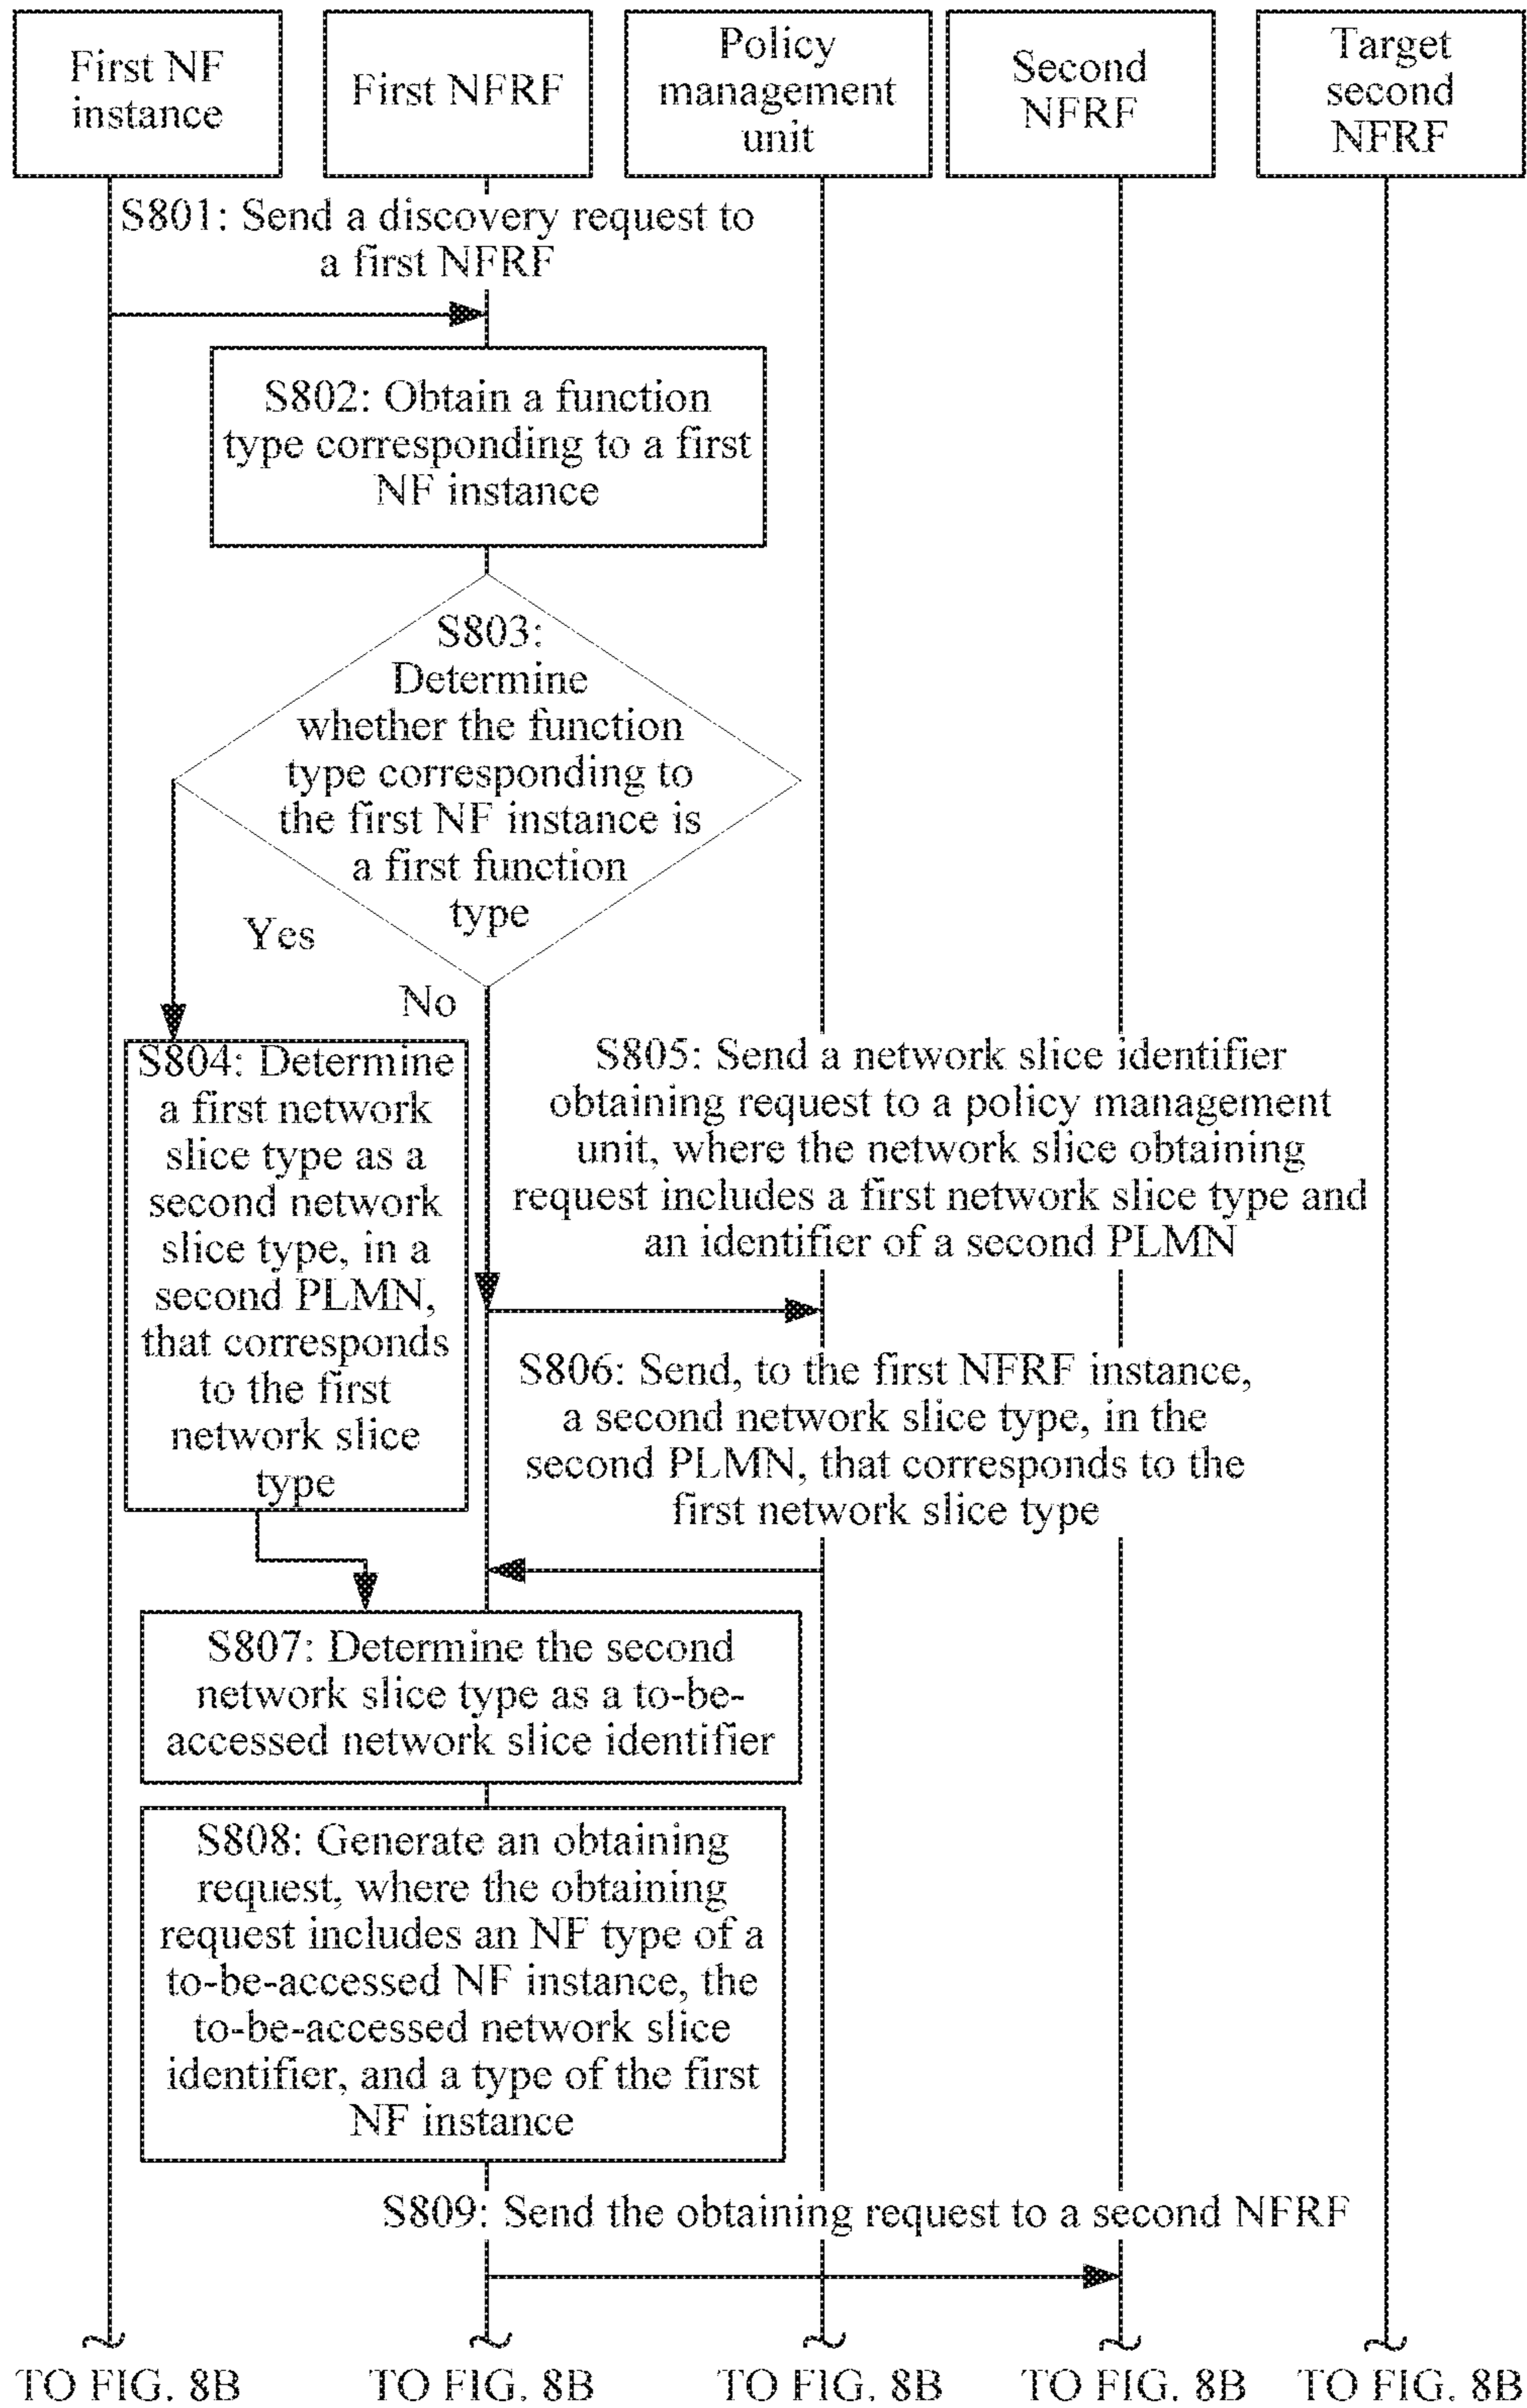 First NF
instance
First NFRF
Policy
management
unit
Second
NFRF
Target
second
NFRF
S801: Send a discovery request to
a first NFRF
S802: Obtain a function
type corresponding to a first
NF instance
S803:
Determine
whether the function
type corresponding to
the first NF instance is
a first function
type
Yes
No
S804: Determine
a first network
slice type as a
second network
slice type, in a
second PLMN,
that corresponds
to the first
network slice
type
S805: Send a network slice identifier
obtaining request to a policy management
unit, where the network slice obtaining
request includes a first network slice type and
an identifier of a second PLMN
S806: Send, to the first NFRF instance,
a second network slice type, in the
second PLMN, that corresponds to the
first network slice type
S807: Determine the second
network slice type as a to-be-
accessed network slice identifier
S808: Generate an obtaining
request, where the obtaining
request includes an NF type of a
to-be-accessed NF instance, the
to-be-accessed network slice
identifier, and a type of the first
NF instance
S809: Send the obtaining request to a second NFRF
TO FIG. 8B
TO FIG. 8B
TO FIG. 8B
TO FIG. 8B
TO FIG. 8B